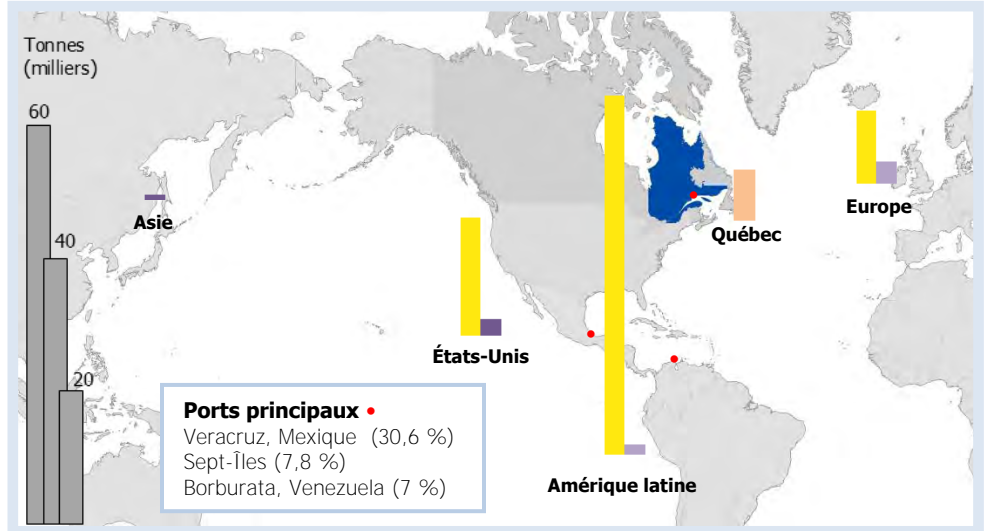 Tonnes
(milliers)
60
40
20
Asie
États-Unis
Amérique latine
Québec
Europe
Ports principaux
Veracruz, Mexique (30,6 %)
Sept-Îles (7,8 %)
Borburata, Venezuela (7 %)